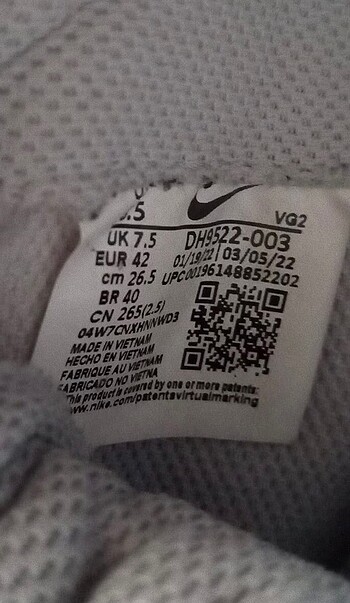 .5
VG2
UK 7.5 DH9522-003
EUR 42 01/19/22 | 03/05/22
cm 26.5 UPC00196148852202
BR 40
CN 265(2.5)
04W7CNXHNNWD3
MADE IN VIETNAM
HECHO EN VIETNAM
FABRIQUE AU VIETNAM
FABRICADO NO VIETNA
This product is covered by one or more patents:
www.nike.com/patentsvirtualmarking